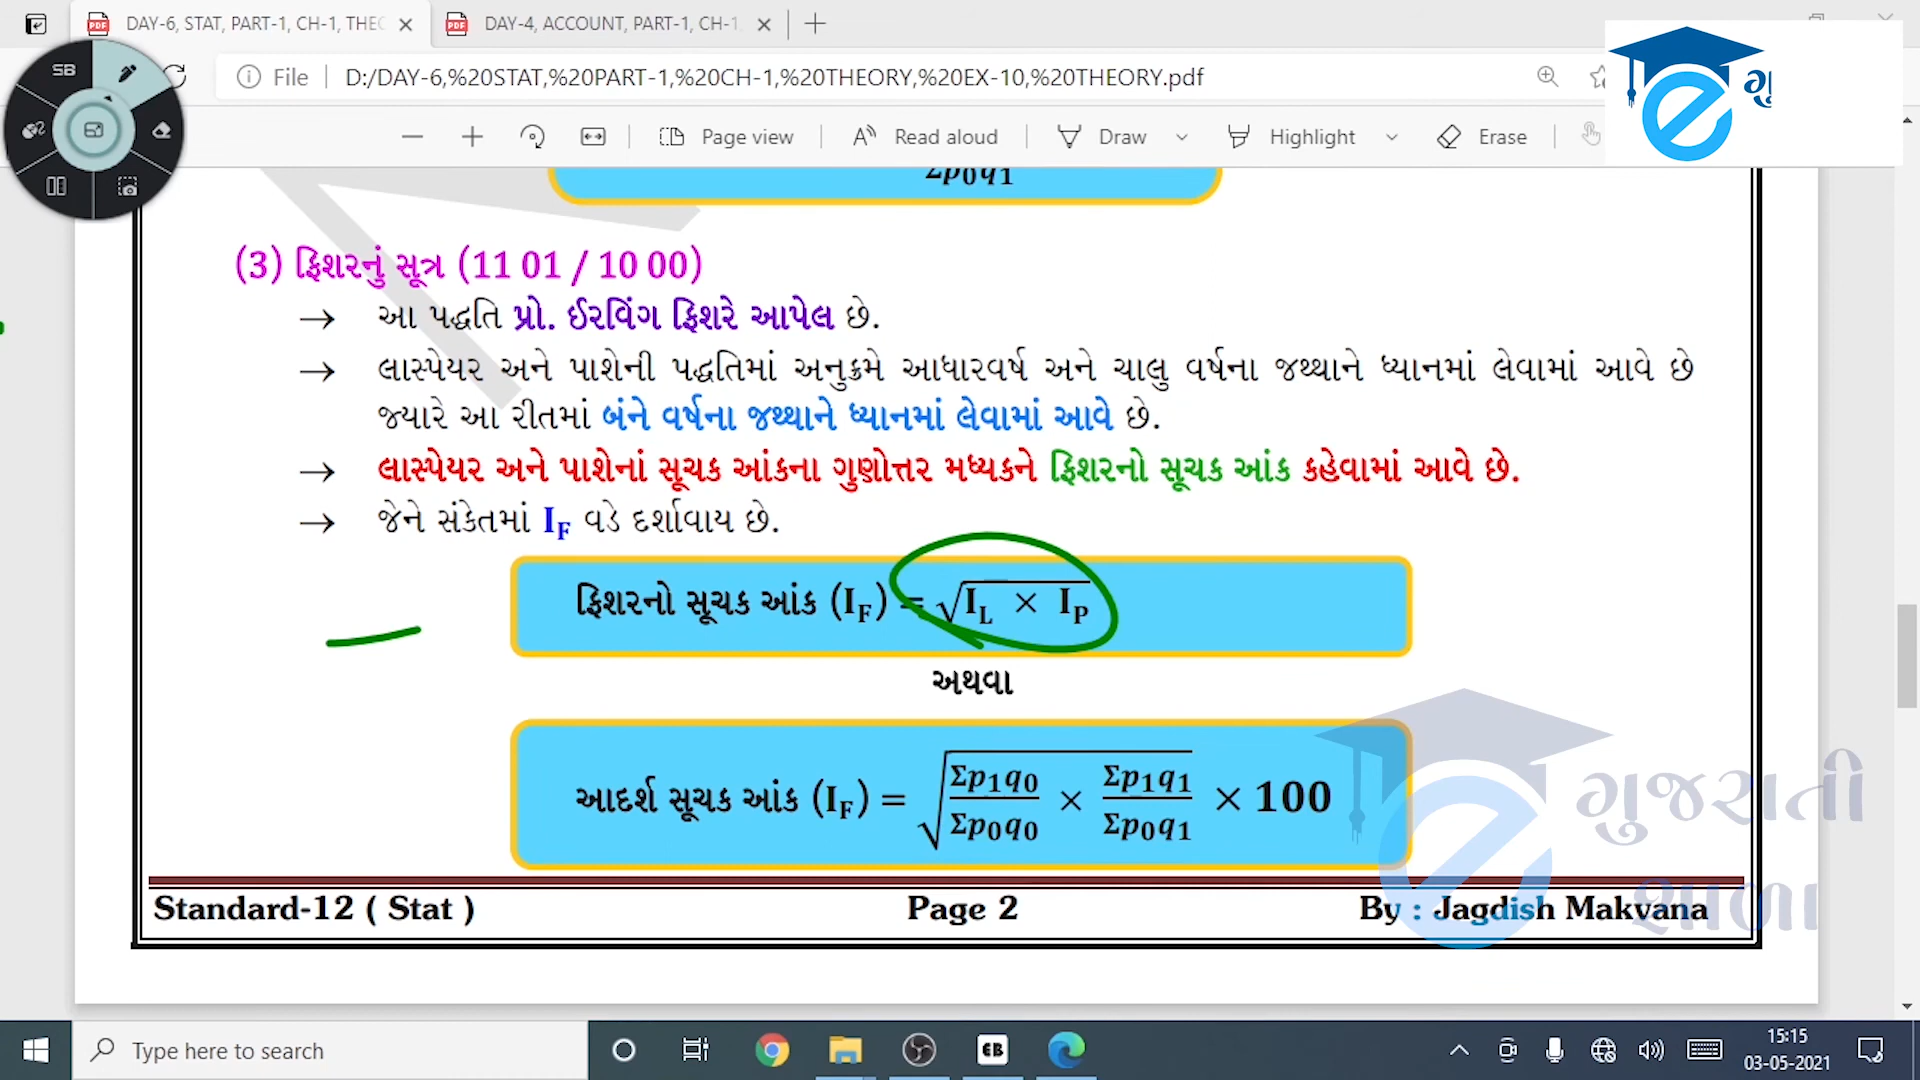 DAY-6, STAT, PART-1, CH-1, THEC
DAY-4, ACCOUNT, PART-1, CH-1
File
D:/DAY-6,%20STAT,%20PART-1,%20CH-1,%20THEORY,%20EX-10,%20THEORY.pdf
SB
Page view
Read aloud
Draw
Highlight
Erase
Σp₀q₁
(3) ફિશરનું સૂત્ર (11 01 / 10 00)
→ આ પદ્ધતિ પ્રો. ઈરવિંગ ફિશરે આપેલ છે.
→ લાસ્પેયર અને પાશેની પદ્ધતિમાં અનુક્રમે આધારવર્ષ અને ચાલુ વર્ષના જથ્થાને ધ્યાનમાં લેવામાં આવે છે
જ્યારે આ રીતમાં બંને વર્ષના જથ્થાને ધ્યાનમાં લેવામાં આવે છે.
→ લાસ્પેયર અને પાશેનાં સૂચક આંકના ગુણોત્તર મધ્યકને ફિશરનો સૂચક આંક કહેવામાં આવે છે.
→ જેને સંકેતમાં I_F વડે દર્શાવાય છે.
ફિશરનો સૂચક આંક (I_F) = √(I_L × I_P)
અથવા
આદર્શ સૂચક આંક (I_F) = √(Σp₁q₀/Σp₀q₀ × Σp₁q₁/Σp₀q₁) × 100
ગુજરાતી
શાળા
Standard-12 ( Stat )
Page 2
By : Jagdish Makvana
Type here to search
15:15
03-05-2021